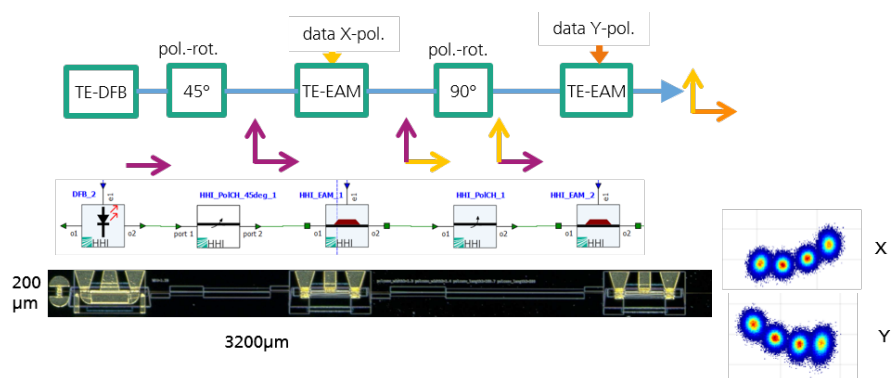 data X-pol.
data Y-pol.
pol.-rot.
pol.-rot.
TE-DFB
45°
TE-EAM
90°
TE-EAM
DFB_2
HHI_PolCH_45deg_1
HHI_EAM_1
HHI_PolCH_1
HHI_EAM_2
e1
e1
e1
o1
o2
port 1
port 2
o1
o2
o1
o2
o1
o2
HHI
HHI
HHI
HHI
HHI
200
µm
3200µm
X
Y